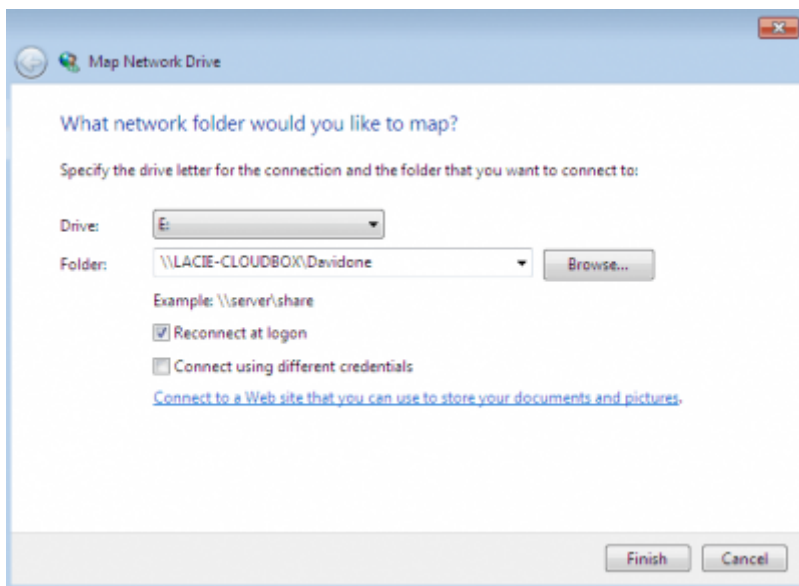 Map Network Drive
What network folder would you like to map?
Specify the drive letter for the connection and the folder that you want to connect to:
Drive: E:
Folder: \\LACIE-CLOUDBOX\Davidone Browse...
Example: \\server\share
Reconnect at logon
Connect using different credentials
Connect to a Web site that you can use to store your documents and pictures.
Finish Cancel